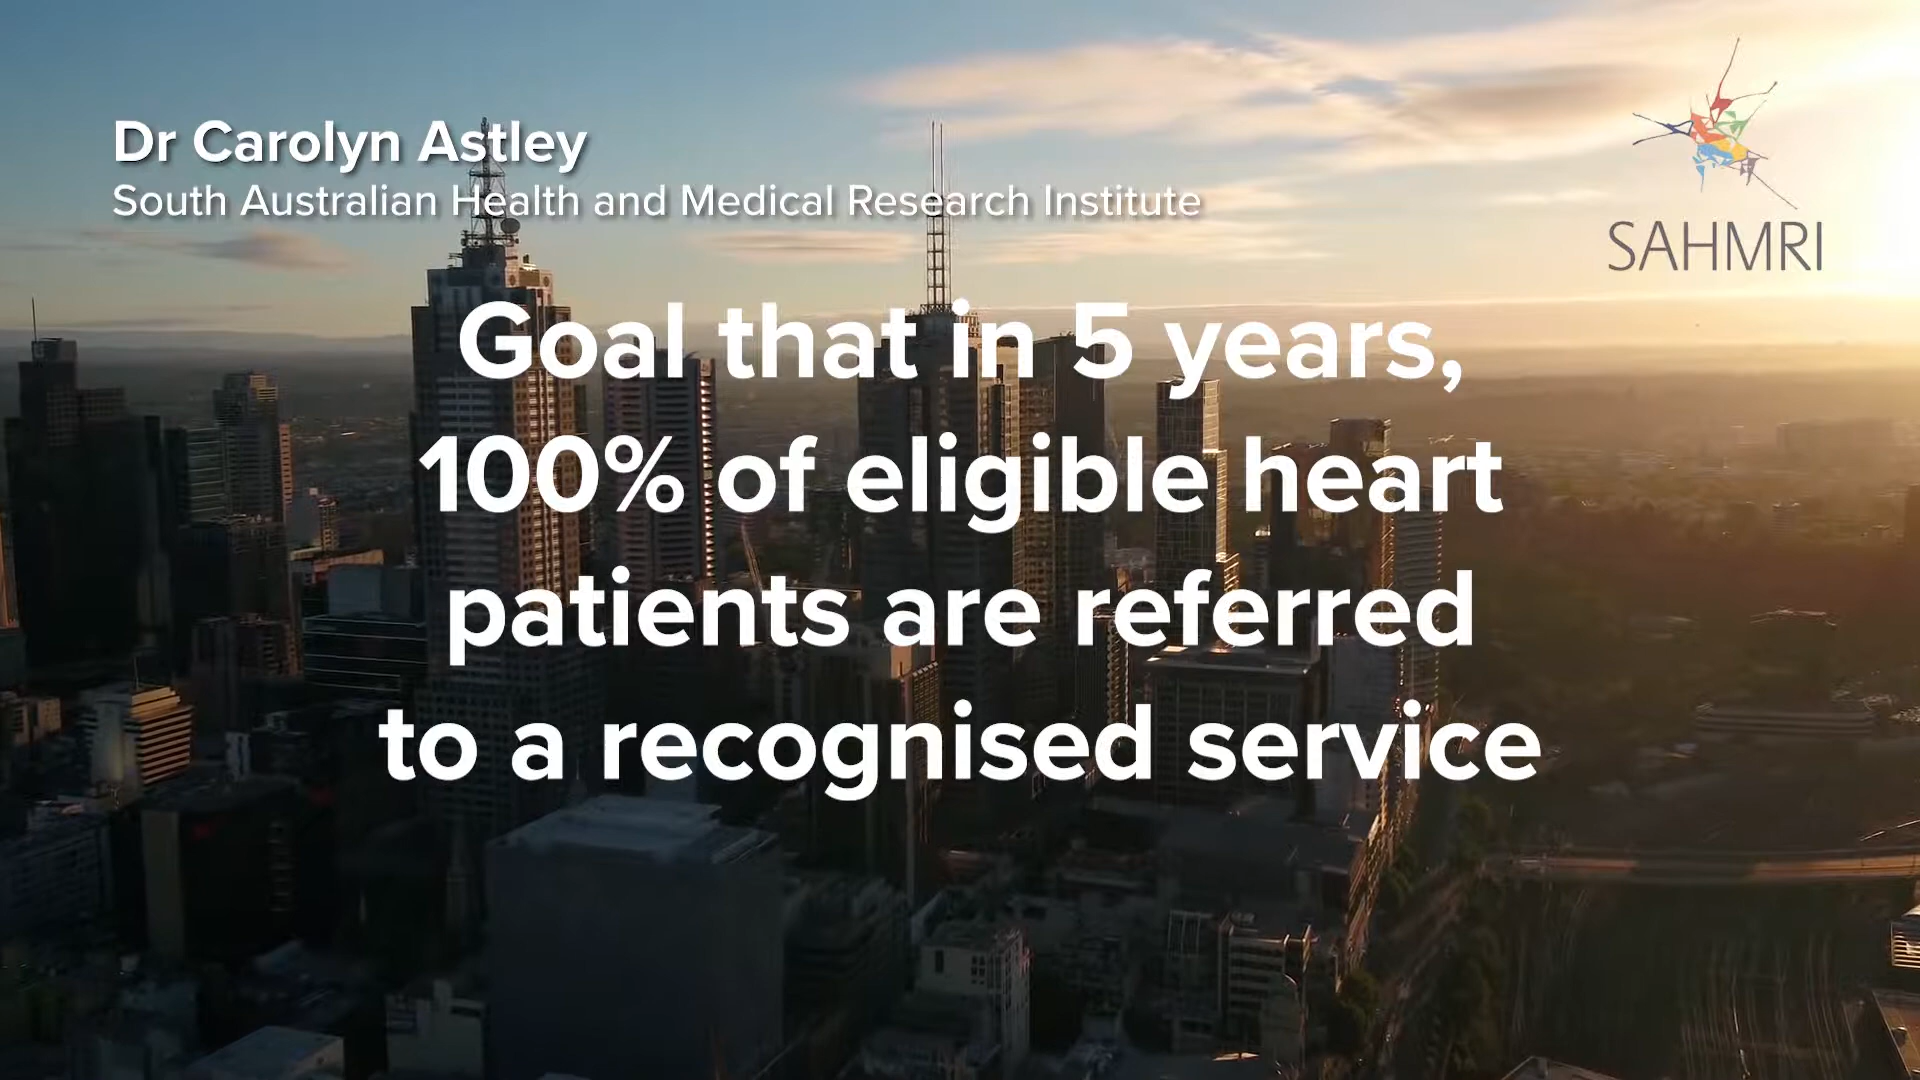 Dr Carolyn Astley
South Australian Health and Medical Research Institute
SAHMRI
Goal that in 5 years,
100% of eligible heart
patients are referred
to a recognised service